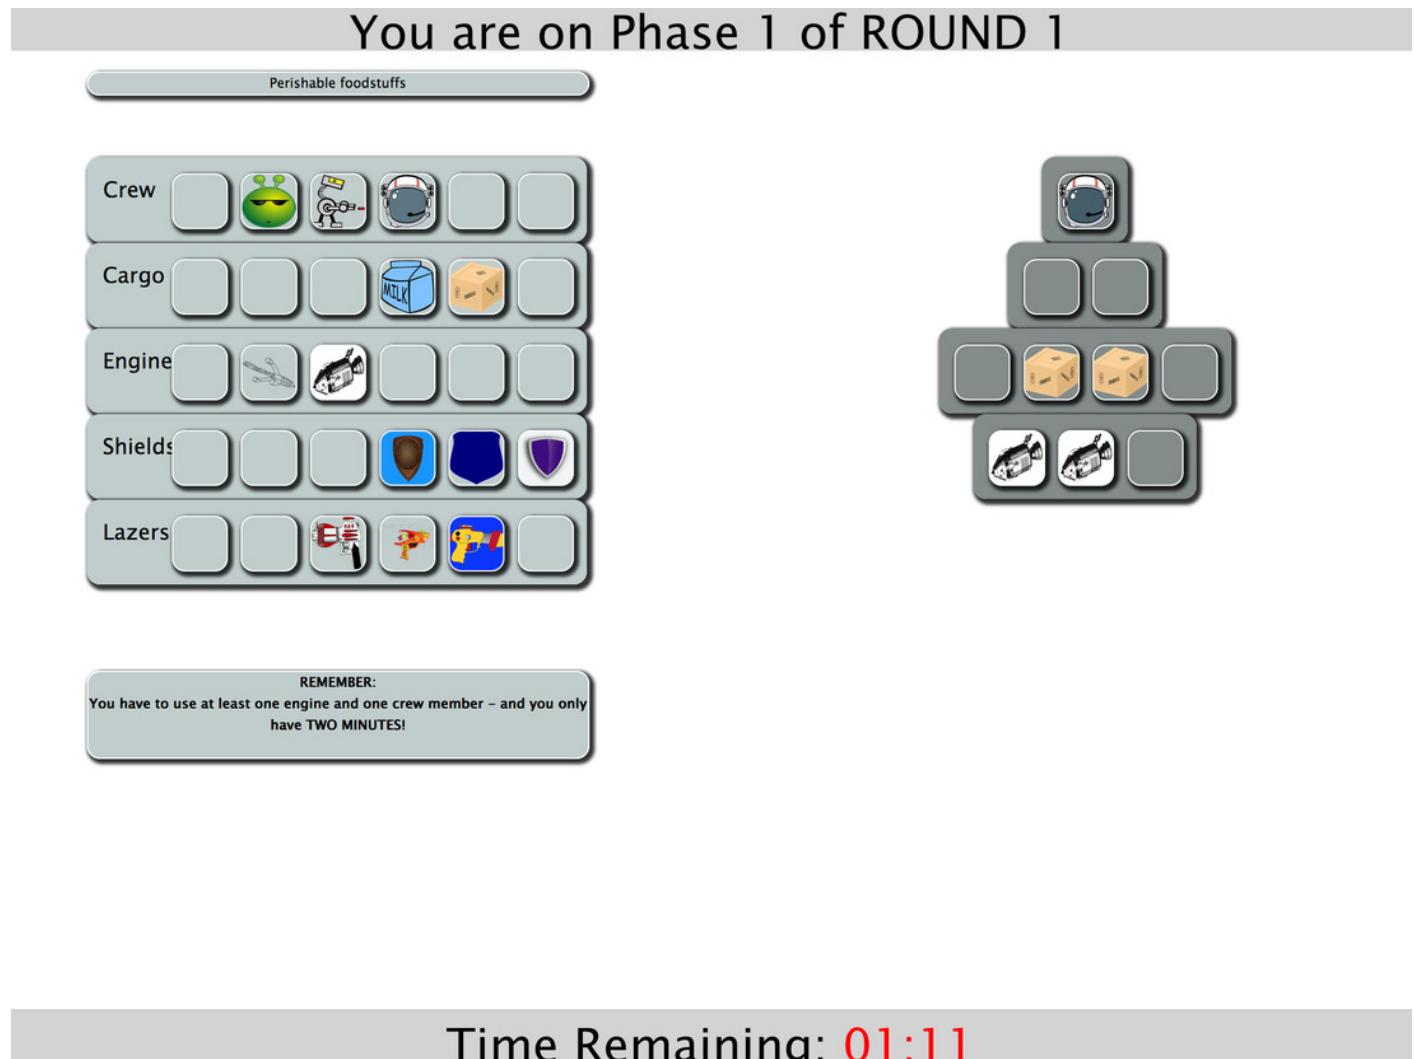 You are on Phase 1 of ROUND 1
Perishable foodstuffs
Crew
Cargo
MILK
Engine
Shields
Lazers
REMEMBER:
You have to use at least one engine and one crew member – and you only
have TWO MINUTES!
Time Remaining: 01:11